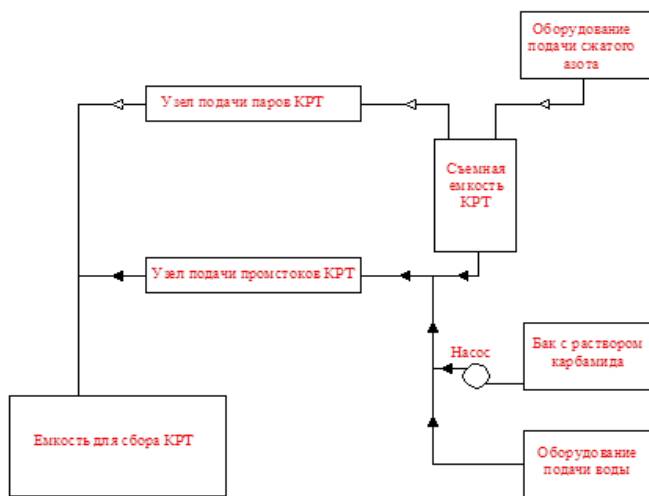 Оборудование
подачи сжатого
азота
Узел подачи паров КРТ
Съемная
емкость
КРТ
Узел подачи промстоков КРТ
Насос
Бак с раствором
карбамида
Емкость для сбора КРТ
Оборудование
подачи воды